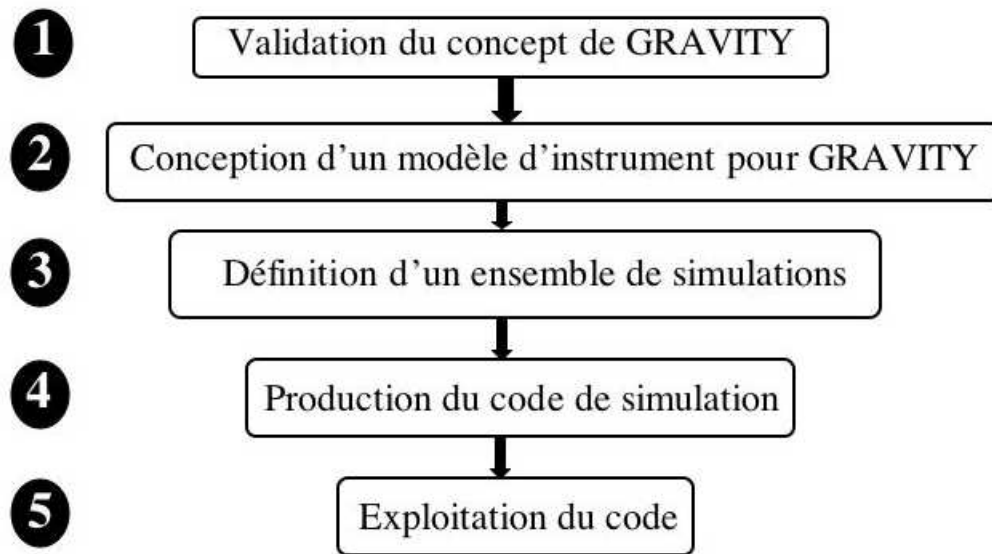 1 Validation du concept de GRAVITY
2 Conception d'un modèle d'instrument pour GRAVITY
3 Définition d'un ensemble de simulations
4 Production du code de simulation
5 Exploitation du code